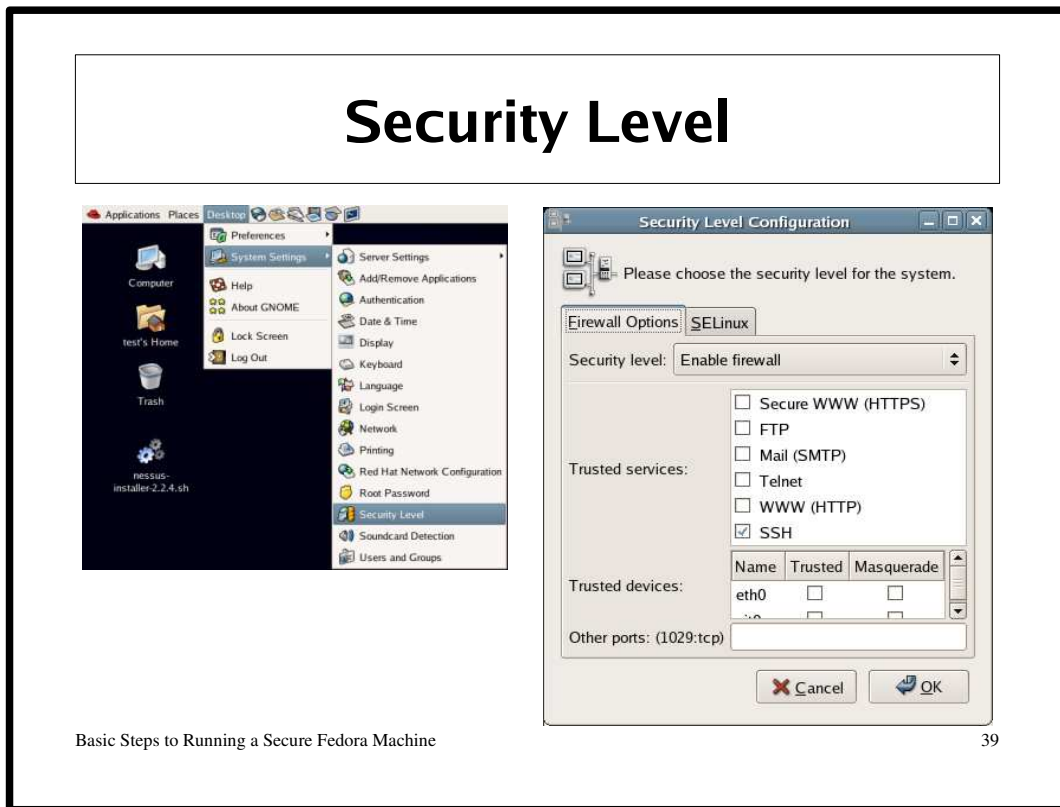 Security Level
Applications Places Desktop
Preferences
System Settings
Help
About GNOME
Lock Screen
Log Out
Computer
test's Home
Trash
nessus-
installer-2.2.4.sh
Server Settings
Add/Remove Applications
Authentication
Date & Time
Display
Keyboard
Language
Login Screen
Network
Printing
Red Hat Network Configuration
Root Password
Security Level
Soundcard Detection
Users and Groups
Security Level Configuration
Please choose the security level for the system.
Firewall Options SELinux
Security level: Enable firewall
Trusted services:
Secure WWW (HTTPS)
FTP
Mail (SMTP)
Telnet
WWW (HTTP)
SSH
Trusted devices:
Name Trusted Masquerade
eth0
Other ports: (1029:tcp)
Cancel OK
Basic Steps to Running a Secure Fedora Machine 39